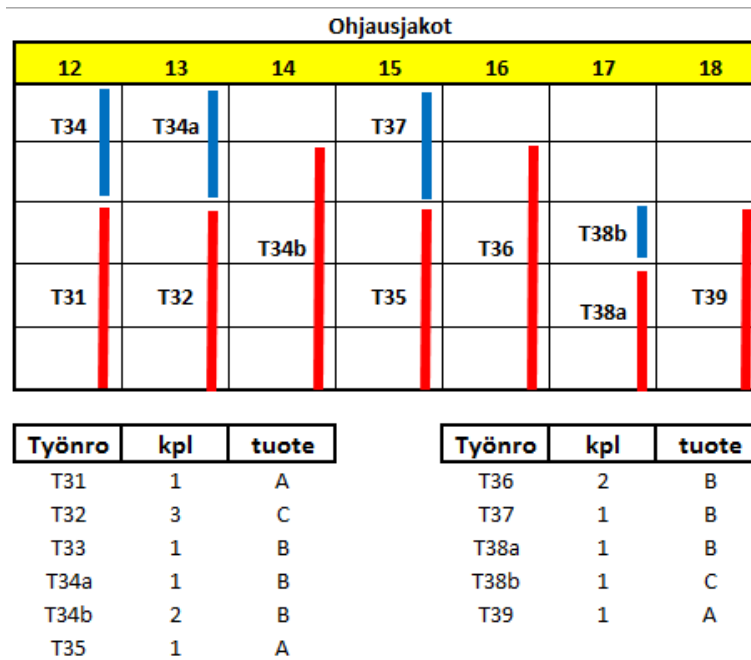 Ohjausjakot
12 13 14 15 16 17 18
T34 T34a T37
T34b T36 T38b
T31 T32 T35 T38a T39
Työnro kpl tuote Työnro kpl tuote
T31 1 A T36 2 B
T32 3 C T37 1 B
T33 1 B T38a 1 B
T34a 1 B T38b 1 C
T34b 2 B T39 1 A
T35 1 A